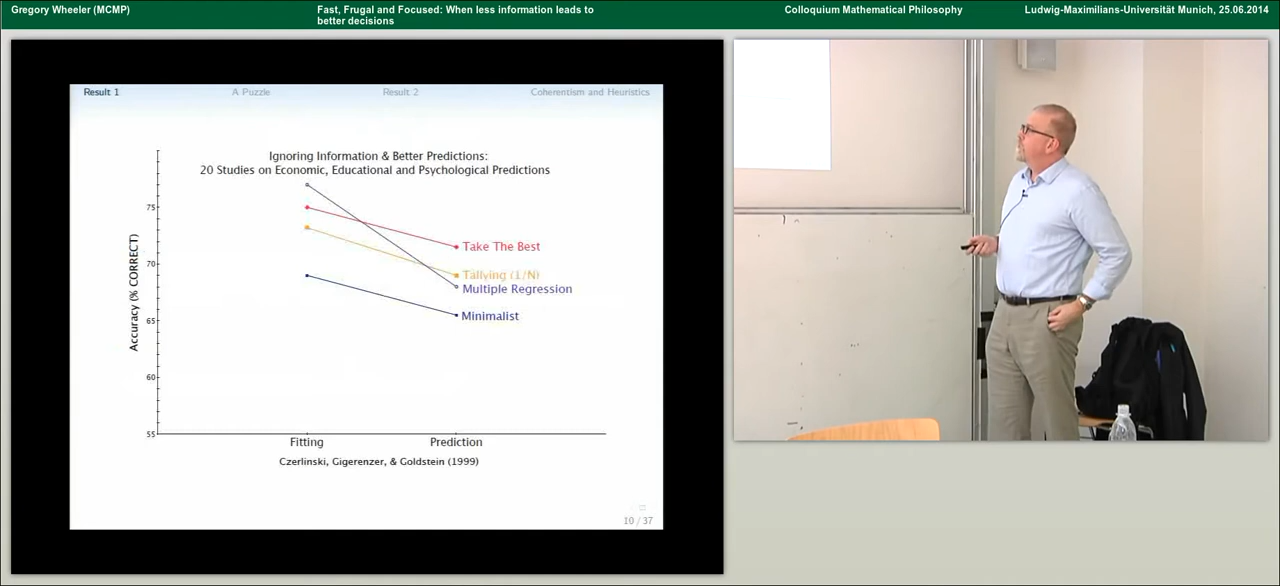 Gregory Wheeler (MCMP)
Fast, Frugal and Focused: When less information leads to
better decisions
Colloquium Mathematical Philosophy
Ludwig-Maximilians-Universität Munich, 25.06.2014
Result 1
A Puzzle
Result 2
Coherentism and Heuristics
Ignoring Information & Better Predictions:
20 Studies on Economic, Educational and Psychological Predictions
Accuracy (% CORRECT)
75
70
65
60
55
Take The Best
Tallying (1/N)
Multiple Regression
Minimalist
Fitting
Prediction
Czerlinski, Gigerenzer, & Goldstein (1999)
10 / 37